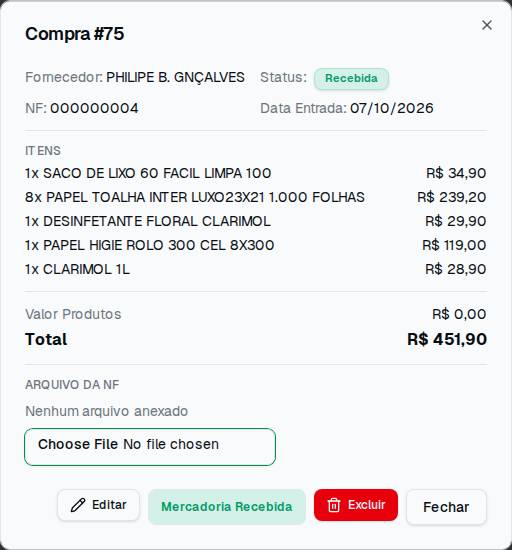 Compra #75
Fornecedor: PHILIPE B. GNÇALVES Status: Recebida
NF: 000000004 Data Entrada: 07/10/2026
ITENS
1x SACO DE LIXO 60 FACIL LIMPA 100 R$ 34,90
8x PAPEL TOALHA INTER LUXO23X21 1.000 FOLHAS R$ 239,20
1x DESINFETANTE FLORAL CLARIMOL R$ 29,90
1x PAPEL HIGIE ROLO 300 CEL 8X300 R$ 119,00
1x CLARIMOL 1L R$ 28,90
Valor Produtos R$ 0,00
Total R$ 451,90
ARQUIVO DA NF
Nenhum arquivo anexado
Choose File No file chosen
Editar Mercadoria Recebida Excluir Fechar